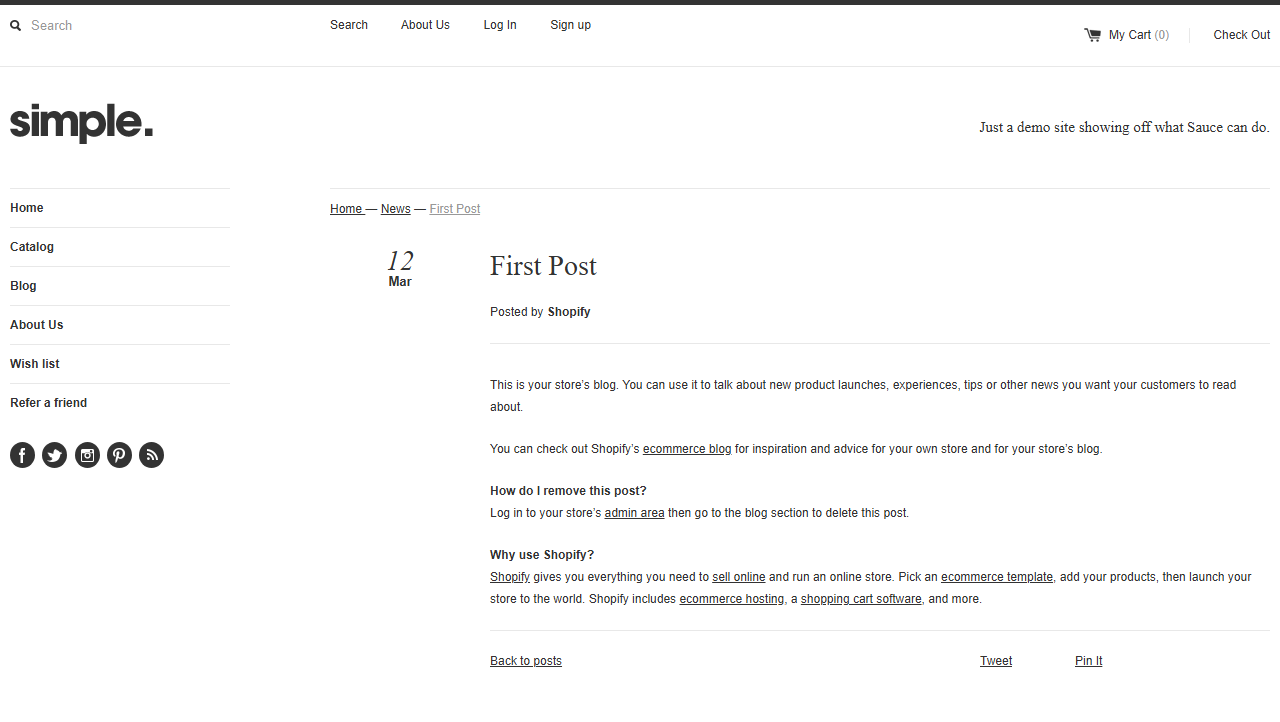 Search
Search About Us Log In Sign up
My Cart (0) Check Out
simple.
Just a demo site showing off what Sauce can do.
Home
Catalog
Blog
About Us
Wish list
Refer a friend
Home — News — First Post
12
Mar
First Post
Posted by Shopify
This is your store’s blog. You can use it to talk about new product launches, experiences, tips or other news you want your customers to read
about.
You can check out Shopify’s ecommerce blog for inspiration and advice for your own store and for your store’s blog.
How do I remove this post?
Log in to your store’s admin area then go to the blog section to delete this post.
Why use Shopify?
Shopify gives you everything you need to sell online and run an online store. Pick an ecommerce template, add your products, then launch your
store to the world. Shopify includes ecommerce hosting, a shopping cart software, and more.
Back to posts Tweet Pin It